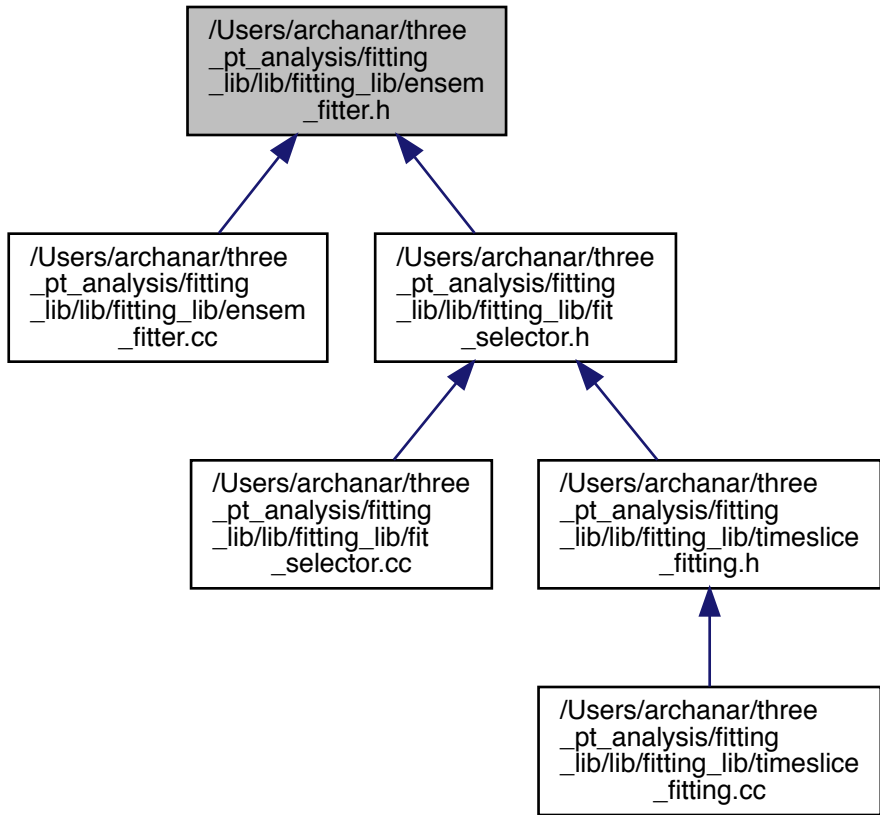 /Users/archanar/three
_pt_analysis/fitting
_lib/lib/fitting_lib/ensem
_fitter.h
/Users/archanar/three
_pt_analysis/fitting
_lib/lib/fitting_lib/ensem
_fitter.cc
/Users/archanar/three
_pt_analysis/fitting
_lib/lib/fitting_lib/fit
_selector.h
/Users/archanar/three
_pt_analysis/fitting
_lib/lib/fitting_lib/fit
_selector.cc
/Users/archanar/three
_pt_analysis/fitting
_lib/lib/fitting_lib/timeslice
_fitting.h
/Users/archanar/three
_pt_analysis/fitting
_lib/lib/fitting_lib/timeslice
_fitting.cc